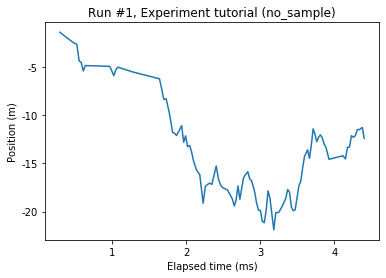 Run #1, Experiment tutorial (no_sample)
Position (m)
-5
-10
-15
-20
1
2
3
4
Elapsed time (ms)